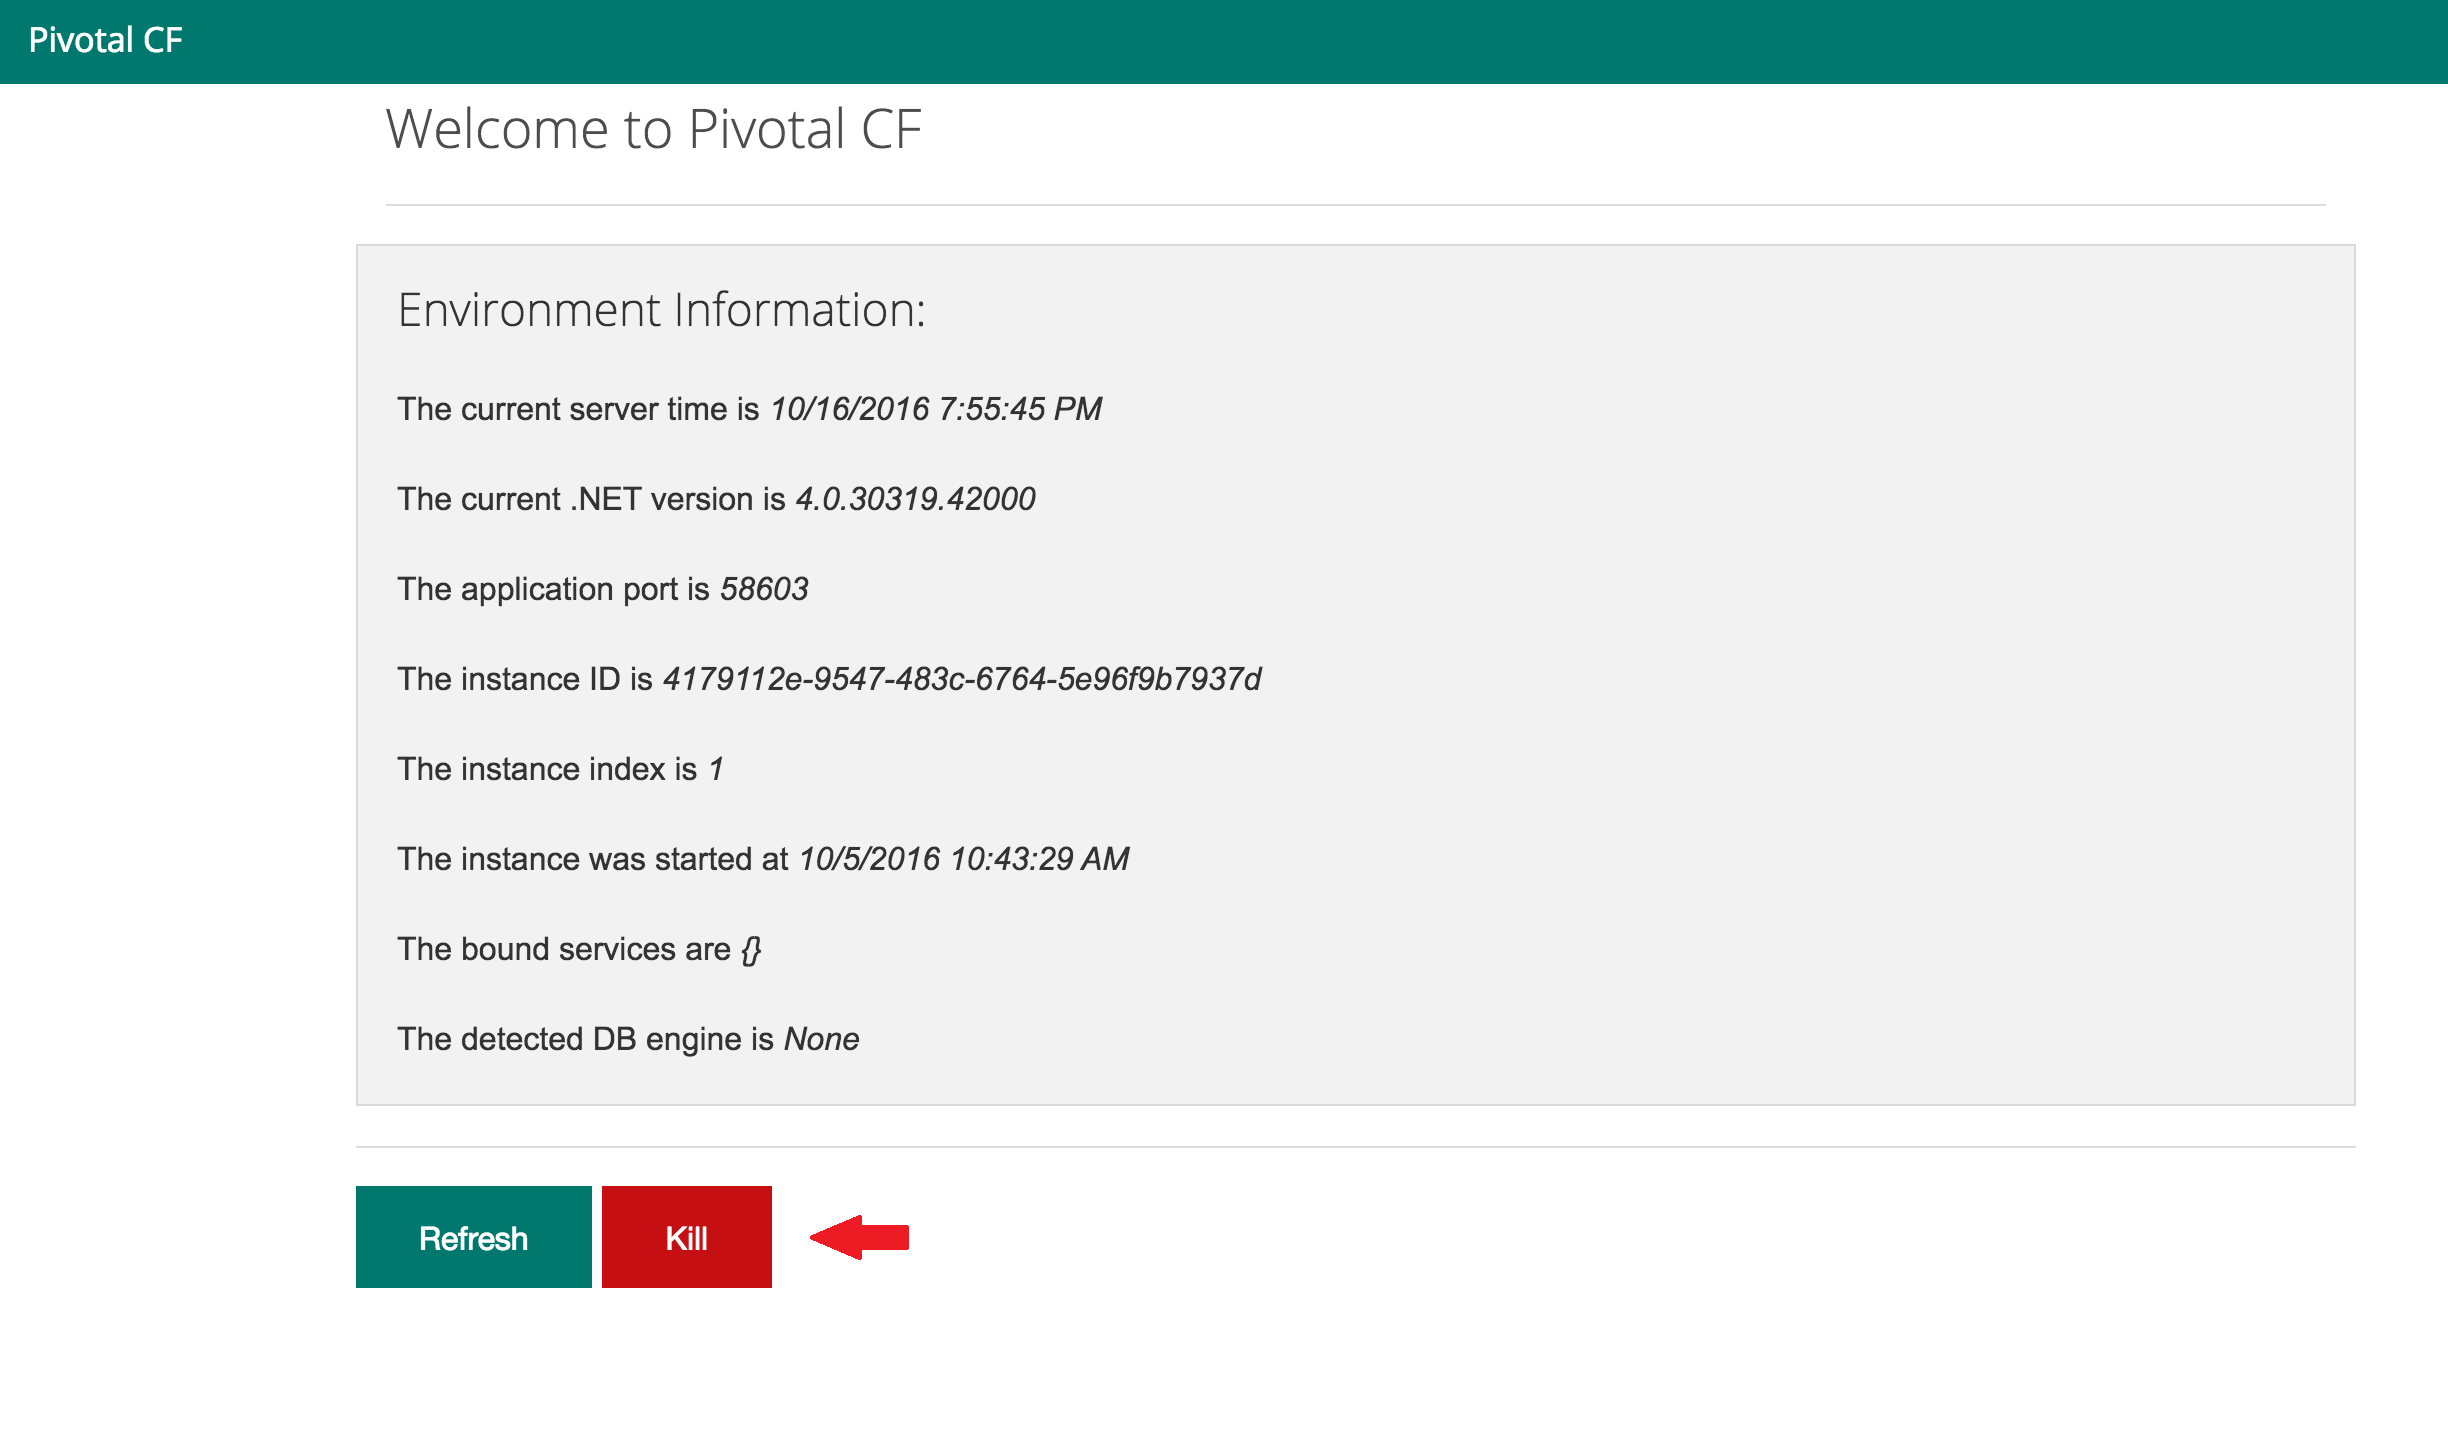 Pivotal CF
Welcome to Pivotal CF
Environment Information:
The current server time is 10/16/2016 7:55:45 PM
The current .NET version is 4.0.30319.42000
The application port is 58603
The instance ID is 4179112e-9547-483c-6764-5e96f9b7937d
The instance index is 1
The instance was started at 10/5/2016 10:43:29 AM
The bound services are {}
The detected DB engine is None
Refresh Kill